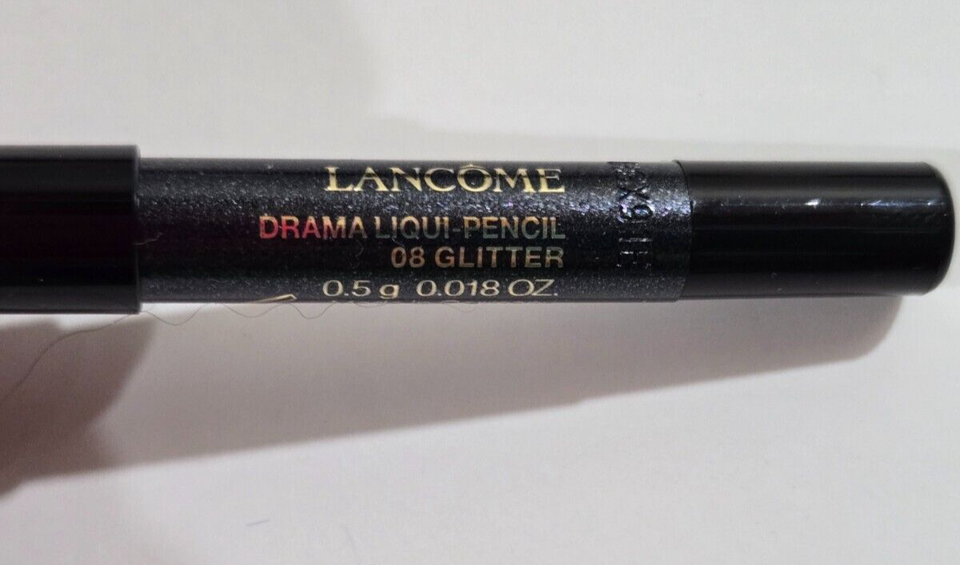 LANCÔME
DRAMA LIQUI-PENCIL
08 GLITTER
0.5 g 0.018 OZ.